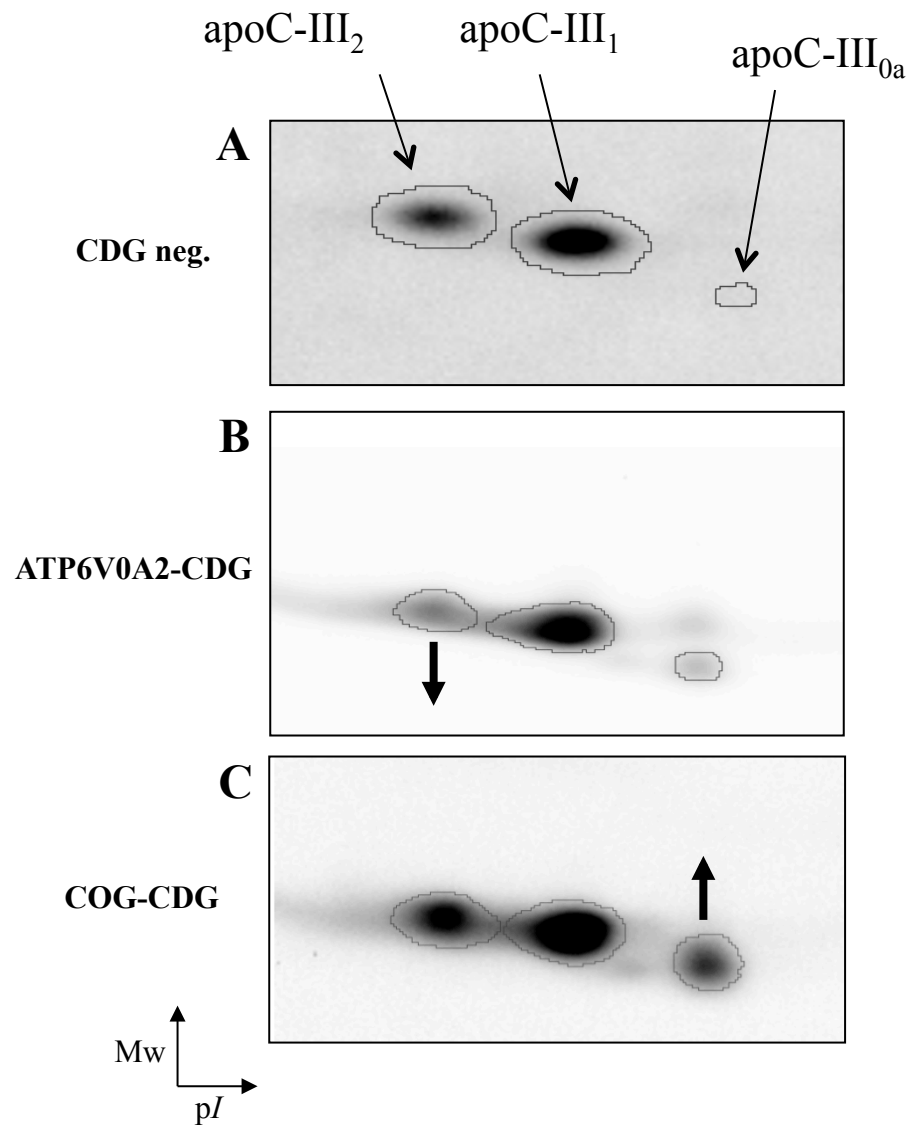 apoC-III₂
apoC-III₁
apoC-III₀ₐ
A
CDG neg.
B
ATP6V0A2-CDG
C
COG-CDG
Mw
pI